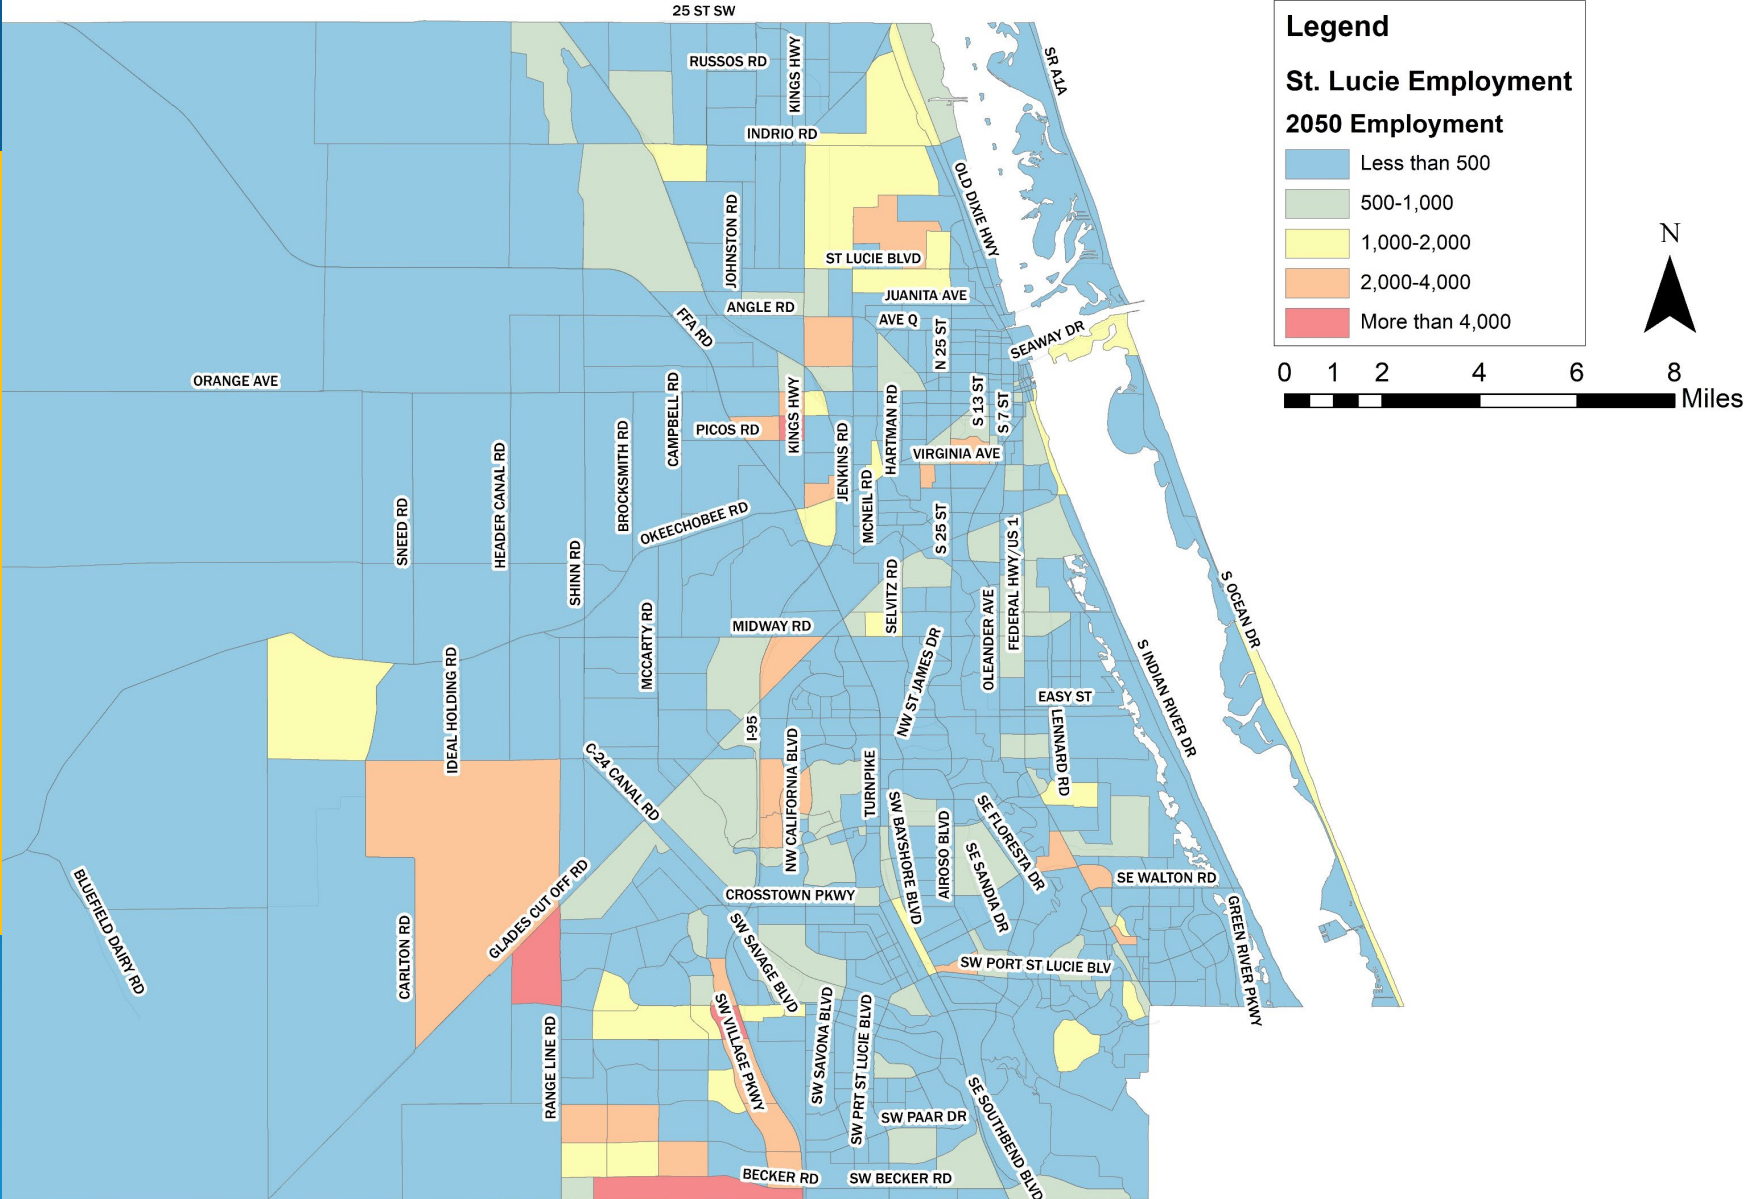 25 ST SW
RUSSOS RD
KINGS HWY
SR A1A
INDRIO RD
OLD DIXIE HWY
JOHNSTON RD
ST LUCIE BLVD
JUANITA AVE
ANGLE RD
AVE Q
FFA RD
N 25 ST
SEAWAY DR
ORANGE AVE
CAMPBELL RD
KINGS HWY
HARTMAN RD
S 13 ST
S 7 ST
PICOS RD
BROCKSMITH RD
JENKINS RD
VIRGINIA AVE
HEADER CANAL RD
SNEED RD
MCNEIL RD
OKEECHOBEE RD
S 25 ST
FEDERAL HWY/US 1
SHINN RD
SELVITZ RD
S OCEAN DR
OLEANDER AVE
MCCARTY RD
MIDWAY RD
NW ST JAMES DR
S INDIAN RIVER DR
IDEAL HOLDING RD
EASY ST
LENNARD RD
I-95
C-24 CANAL RD
NW CALIFORNIA BLVD
TURNPIKE
SW BAYSHORE BLVD
AIROSO BLVD
SE FLORESTA DR
SE SANDIA DR
BLUEFIELD DAIRY RD
GLADES CUT OFF RD
CROSSTOWN PKWY
SE WALTON RD
GREEN RIVER PKWY
CARLTON RD
SW SAVAGE BLVD
SW PORT ST LUCIE BLV
RANGE LINE RD
SW VILLAGE PKWY
SW SAVONA BLVD
SW PRT ST LUCIE BLVD
SE SOUTHBEND BLVD
SW PAAR DR
BECKER RD
SW BECKER RD
Legend
St. Lucie Employment
2050 Employment
Less than 500
500-1,000
1,000-2,000
2,000-4,000
More than 4,000
N
0 1 2 4 6 8
Miles